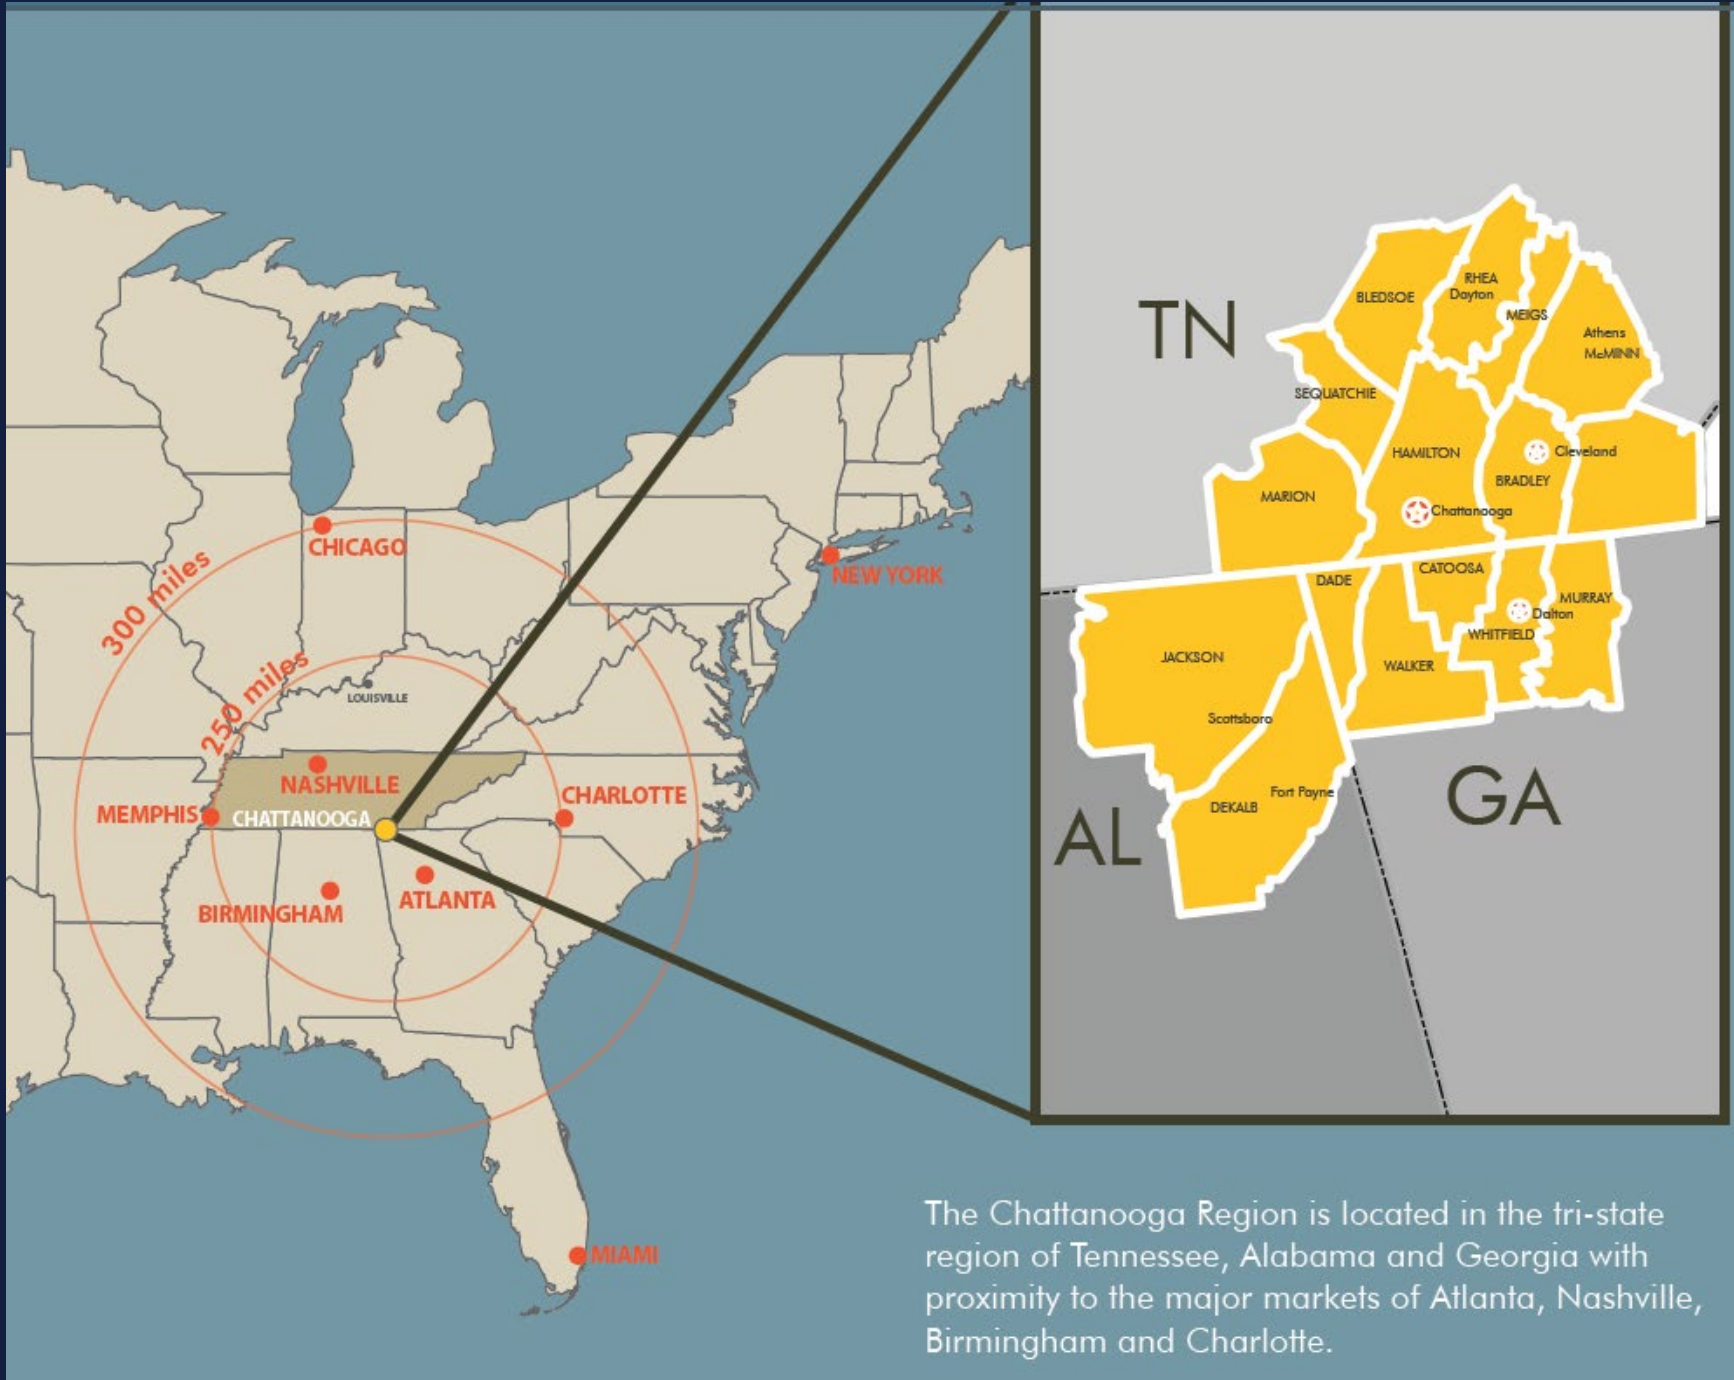 CHICAGO
300 miles
NEW YORK
250 miles
LOUISVILLE
NASHVILLE
CHARLOTTE
MEMPHIS
CHATTANOOGA
ATLANTA
BIRMINGHAM
MIAMI
TN
RHEA
Dayton
BLEDSOE
MEIGS
Athens
McMINN
SEQUATCHIE
HAMILTON
Cleveland
BRADLEY
MARION
Chattanooga
CATOOSA
DADE
MURRAY
Dalton
WHITFIELD
JACKSON
WALKER
Scottsboro
Fort Payne
DEKALB
GA
AL
The Chattanooga Region is located in the tri-state
region of Tennessee, Alabama and Georgia with
proximity to the major markets of Atlanta, Nashville,
Birmingham and Charlotte.